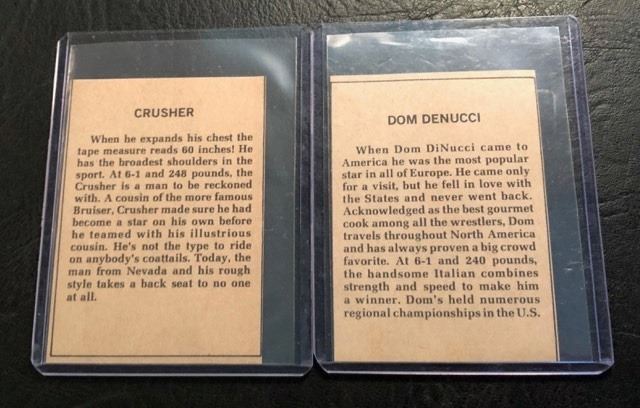 CRUSHER
When he expands his chest the
tape measure reads 60 inches! He
has the broadest shoulders in the
sport. At 6-1 and 248 pounds, the
Crusher is a man to be reckoned
with. A cousin of the more famous
Bruiser, Crusher made sure he had
become a star on his own before
he teamed with his illustrious
cousin. He's not the type to ride
on anybody's coattails. Today, the
man from Nevada and his rough
style takes a back seat to no one
at all.
DOM DENUCCI
When Dom DiNucci came to
America he was the most popular
star in all of Europe. He came only
for a visit, but he fell in love with
the States and never went back.
Acknowledged as the best gourmet
cook among all the wrestlers, Dom
travels throughout North America
and has always proven a big crowd
favorite. At 6-1 and 240 pounds,
the handsome Italian combines
strength and speed to make him
a winner. Dom's held numerous
regional championships in the U.S.